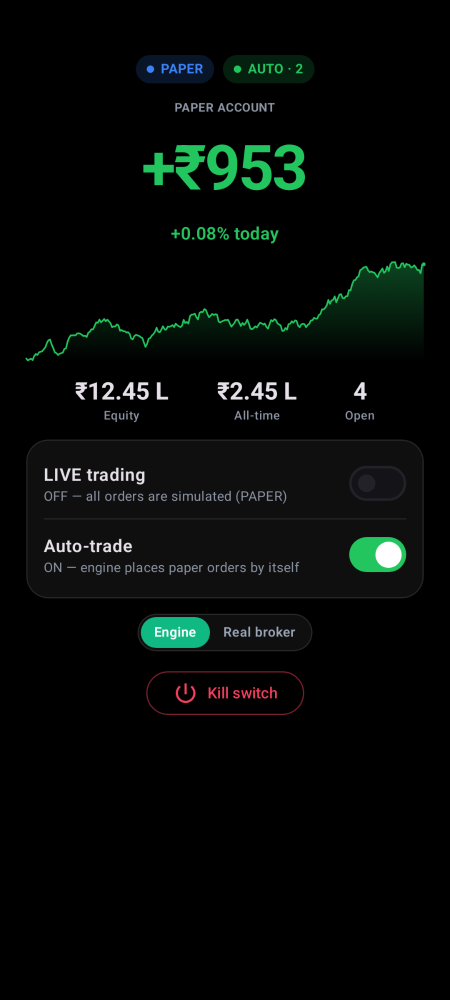 PAPER AUTO · 2
PAPER ACCOUNT
+₹953
+0.08% today
₹12.45 L ₹2.45 L 4
Equity All-time Open
LIVE trading
OFF — all orders are simulated (PAPER)
Auto-trade
ON — engine places paper orders by itself
Engine Real broker
Kill switch